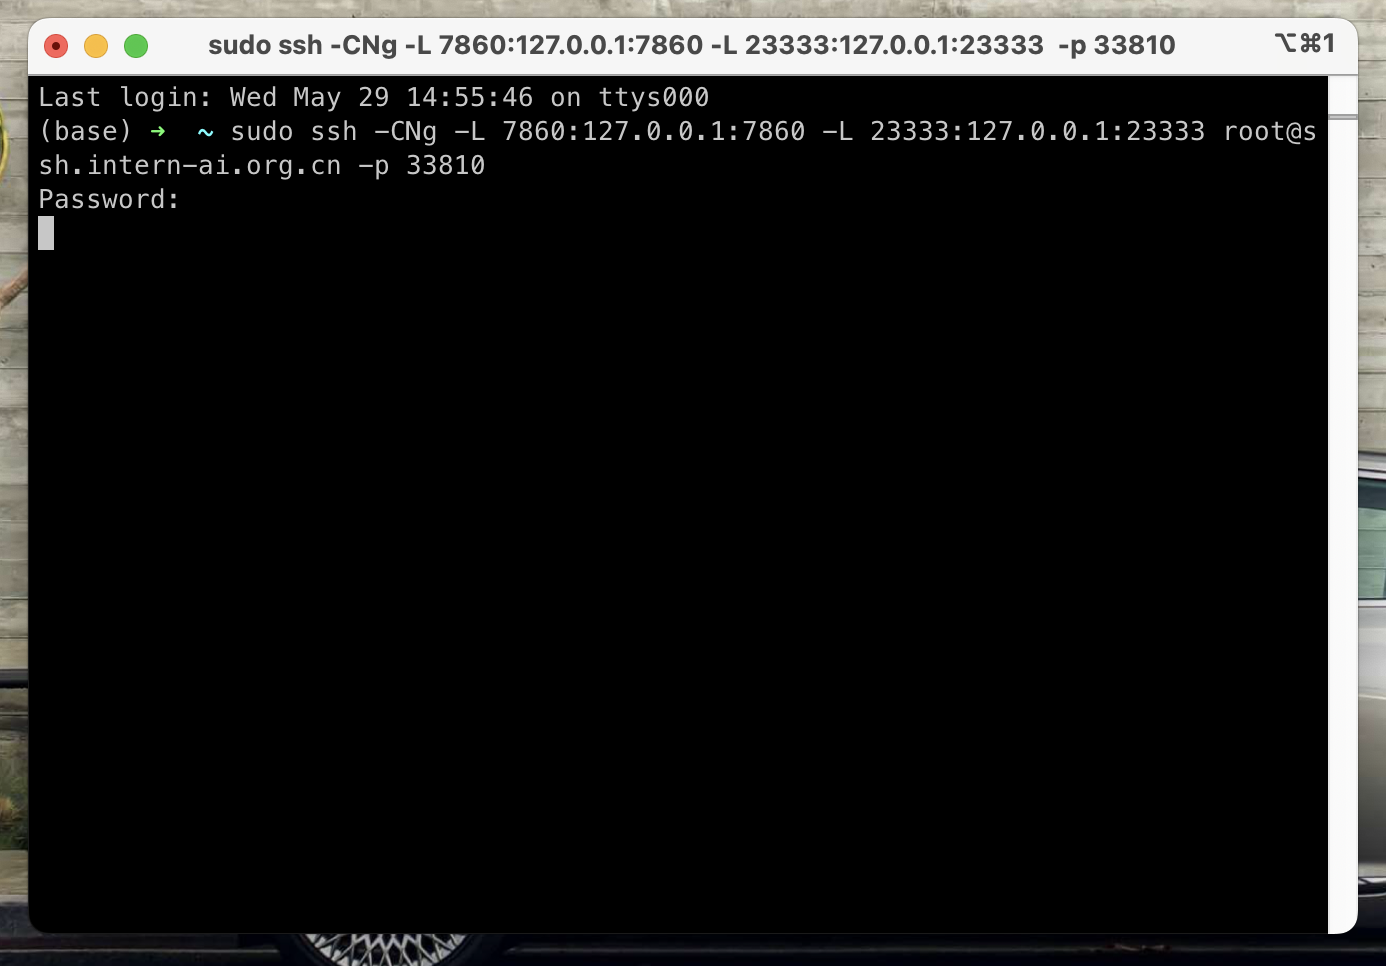 sudo ssh -CNg -L 7860:127.0.0.1:7860 -L 23333:127.0.0.1:23333  -p 33810
⌥⌘1
Last login: Wed May 29 14:55:46 on ttys000
(base) ➜  ~ sudo ssh -CNg -L 7860:127.0.0.1:7860 -L 23333:127.0.0.1:23333 root@s
sh.intern-ai.org.cn -p 33810
Password: